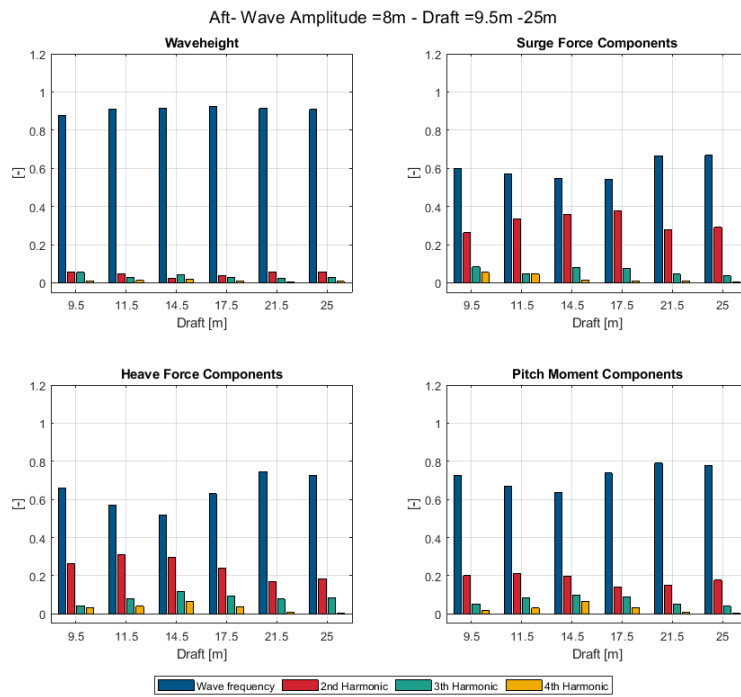 Aft- Wave Amplitude =8m - Draft =9.5m -25m
Waveheight
1.2
1
0.8
0.6
0.4
0.2
0
[-]
9.5 11.5 14.5 17.5 21.5 25
Draft [m]
Surge Force Components
1.2
1
0.8
0.6
0.4
0.2
0
[-]
9.5 11.5 14.5 17.5 21.5 25
Draft [m]
Heave Force Components
1.2
1
0.8
0.6
0.4
0.2
0
[-]
9.5 11.5 14.5 17.5 21.5 25
Draft [m]
Pitch Moment Components
1.2
1
0.8
0.6
0.4
0.2
0
[-]
9.5 11.5 14.5 17.5 21.5 25
Draft [m]
Wave frequency 2nd Harmonic 3th Harmonic 4th Harmonic